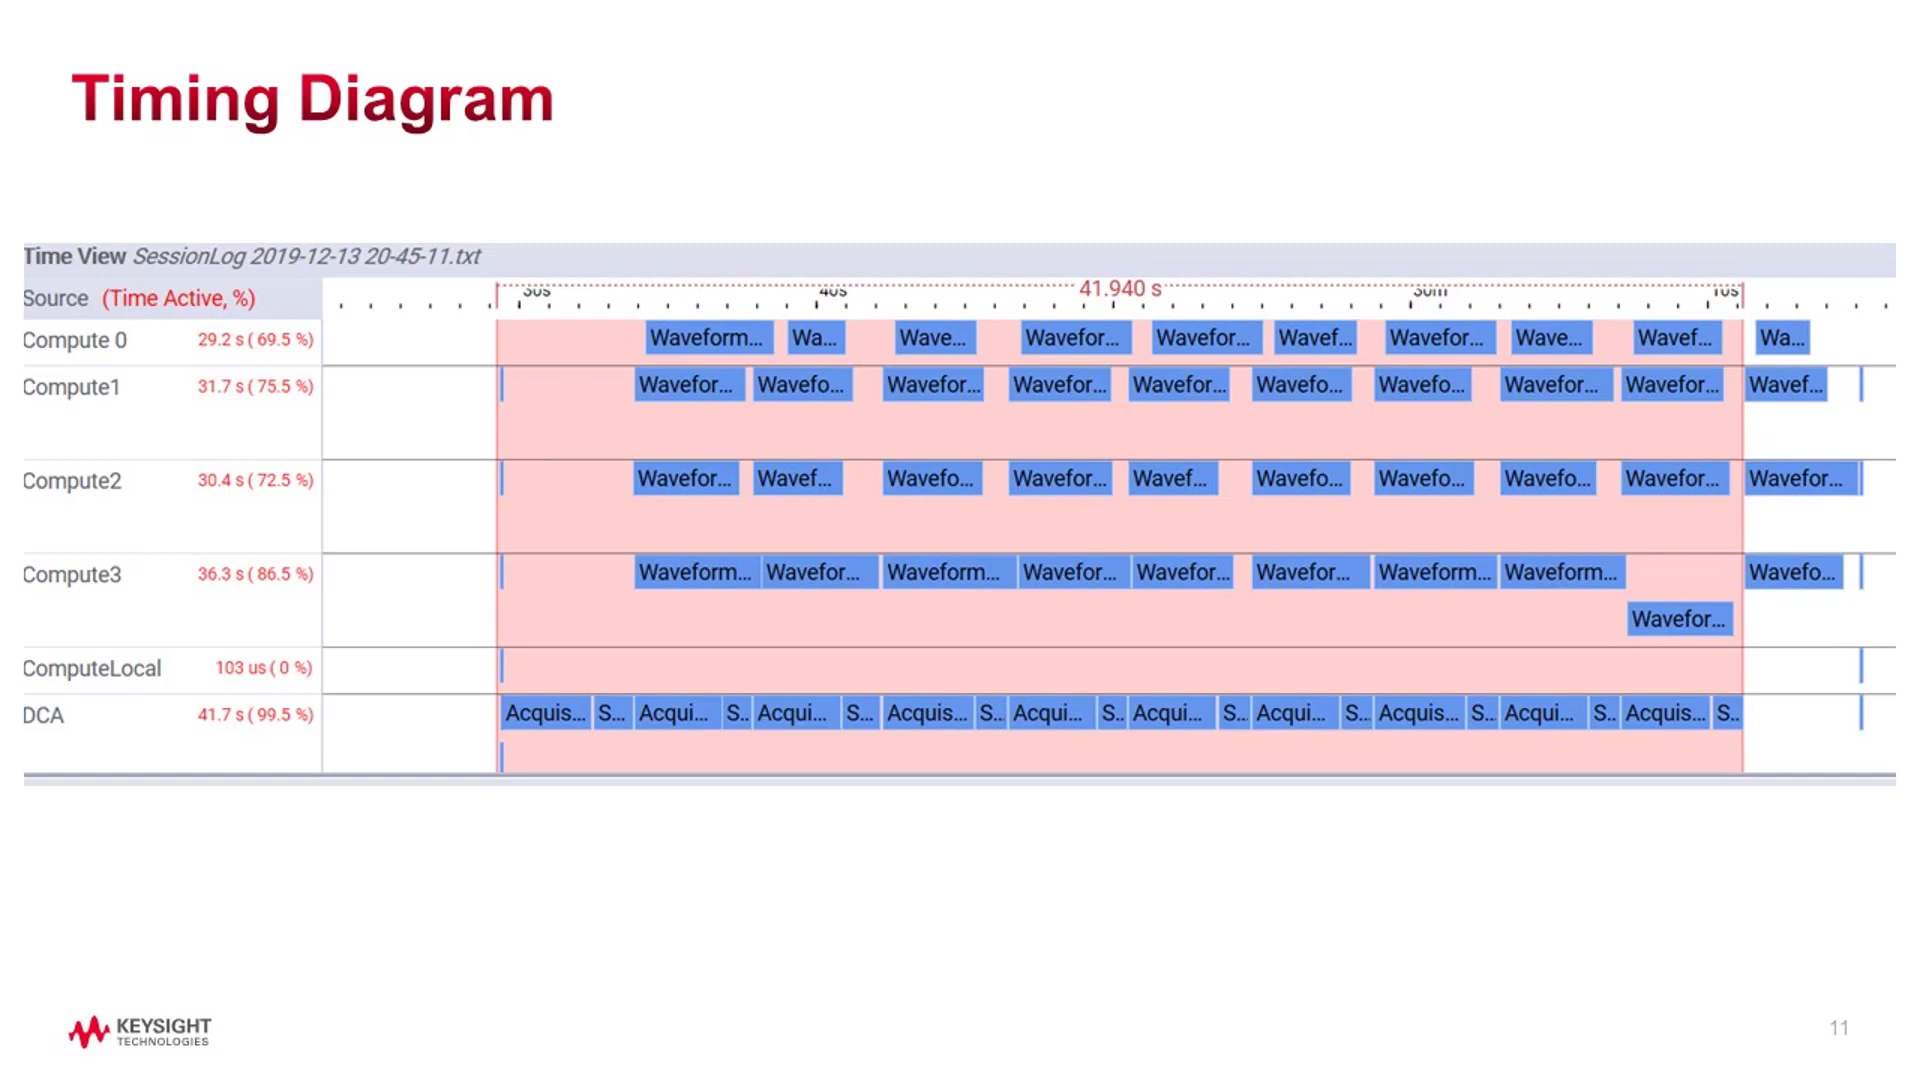 Timing Diagram
Time View SessionLog 2019-12-13 20-45-11.txt
Source (Time Active, %) 30s 40s 41.940 s 30m 10s
Compute 0 29.2 s ( 69.5 %) Waveform... Wa... Wave... Wavefor... Wavefor... Wavef... Wavefor... Wave... Wavef... Wa...
Compute1 31.7 s ( 75.5 %) Wavefor... Wavefo... Wavefor... Wavefor... Wavefor... Wavefo... Wavefo... Wavefor... Wavefor... Wavef...
Compute2 30.4 s ( 72.5 %) Wavefor... Wavef... Wavefo... Wavefor... Wavef... Wavefo... Wavefo... Wavefo... Wavefor... Wavefor...
Compute3 36.3 s ( 86.5 %) Waveform... Wavefor... Waveform... Wavefor... Wavefor... Wavefor... Waveform... Waveform... Wavefo...
Wavefor...
ComputeLocal 103 us ( 0 %)
DCA 41.7 s ( 99.5 %) Acquis... S... Acqui... S.. Acqui... S... Acquis... S... Acqui... S.. Acqui... S... Acqui... S... Acquis... S... Acqui... S.. Acquis... S..
KEYSIGHT
TECHNOLOGIES
11